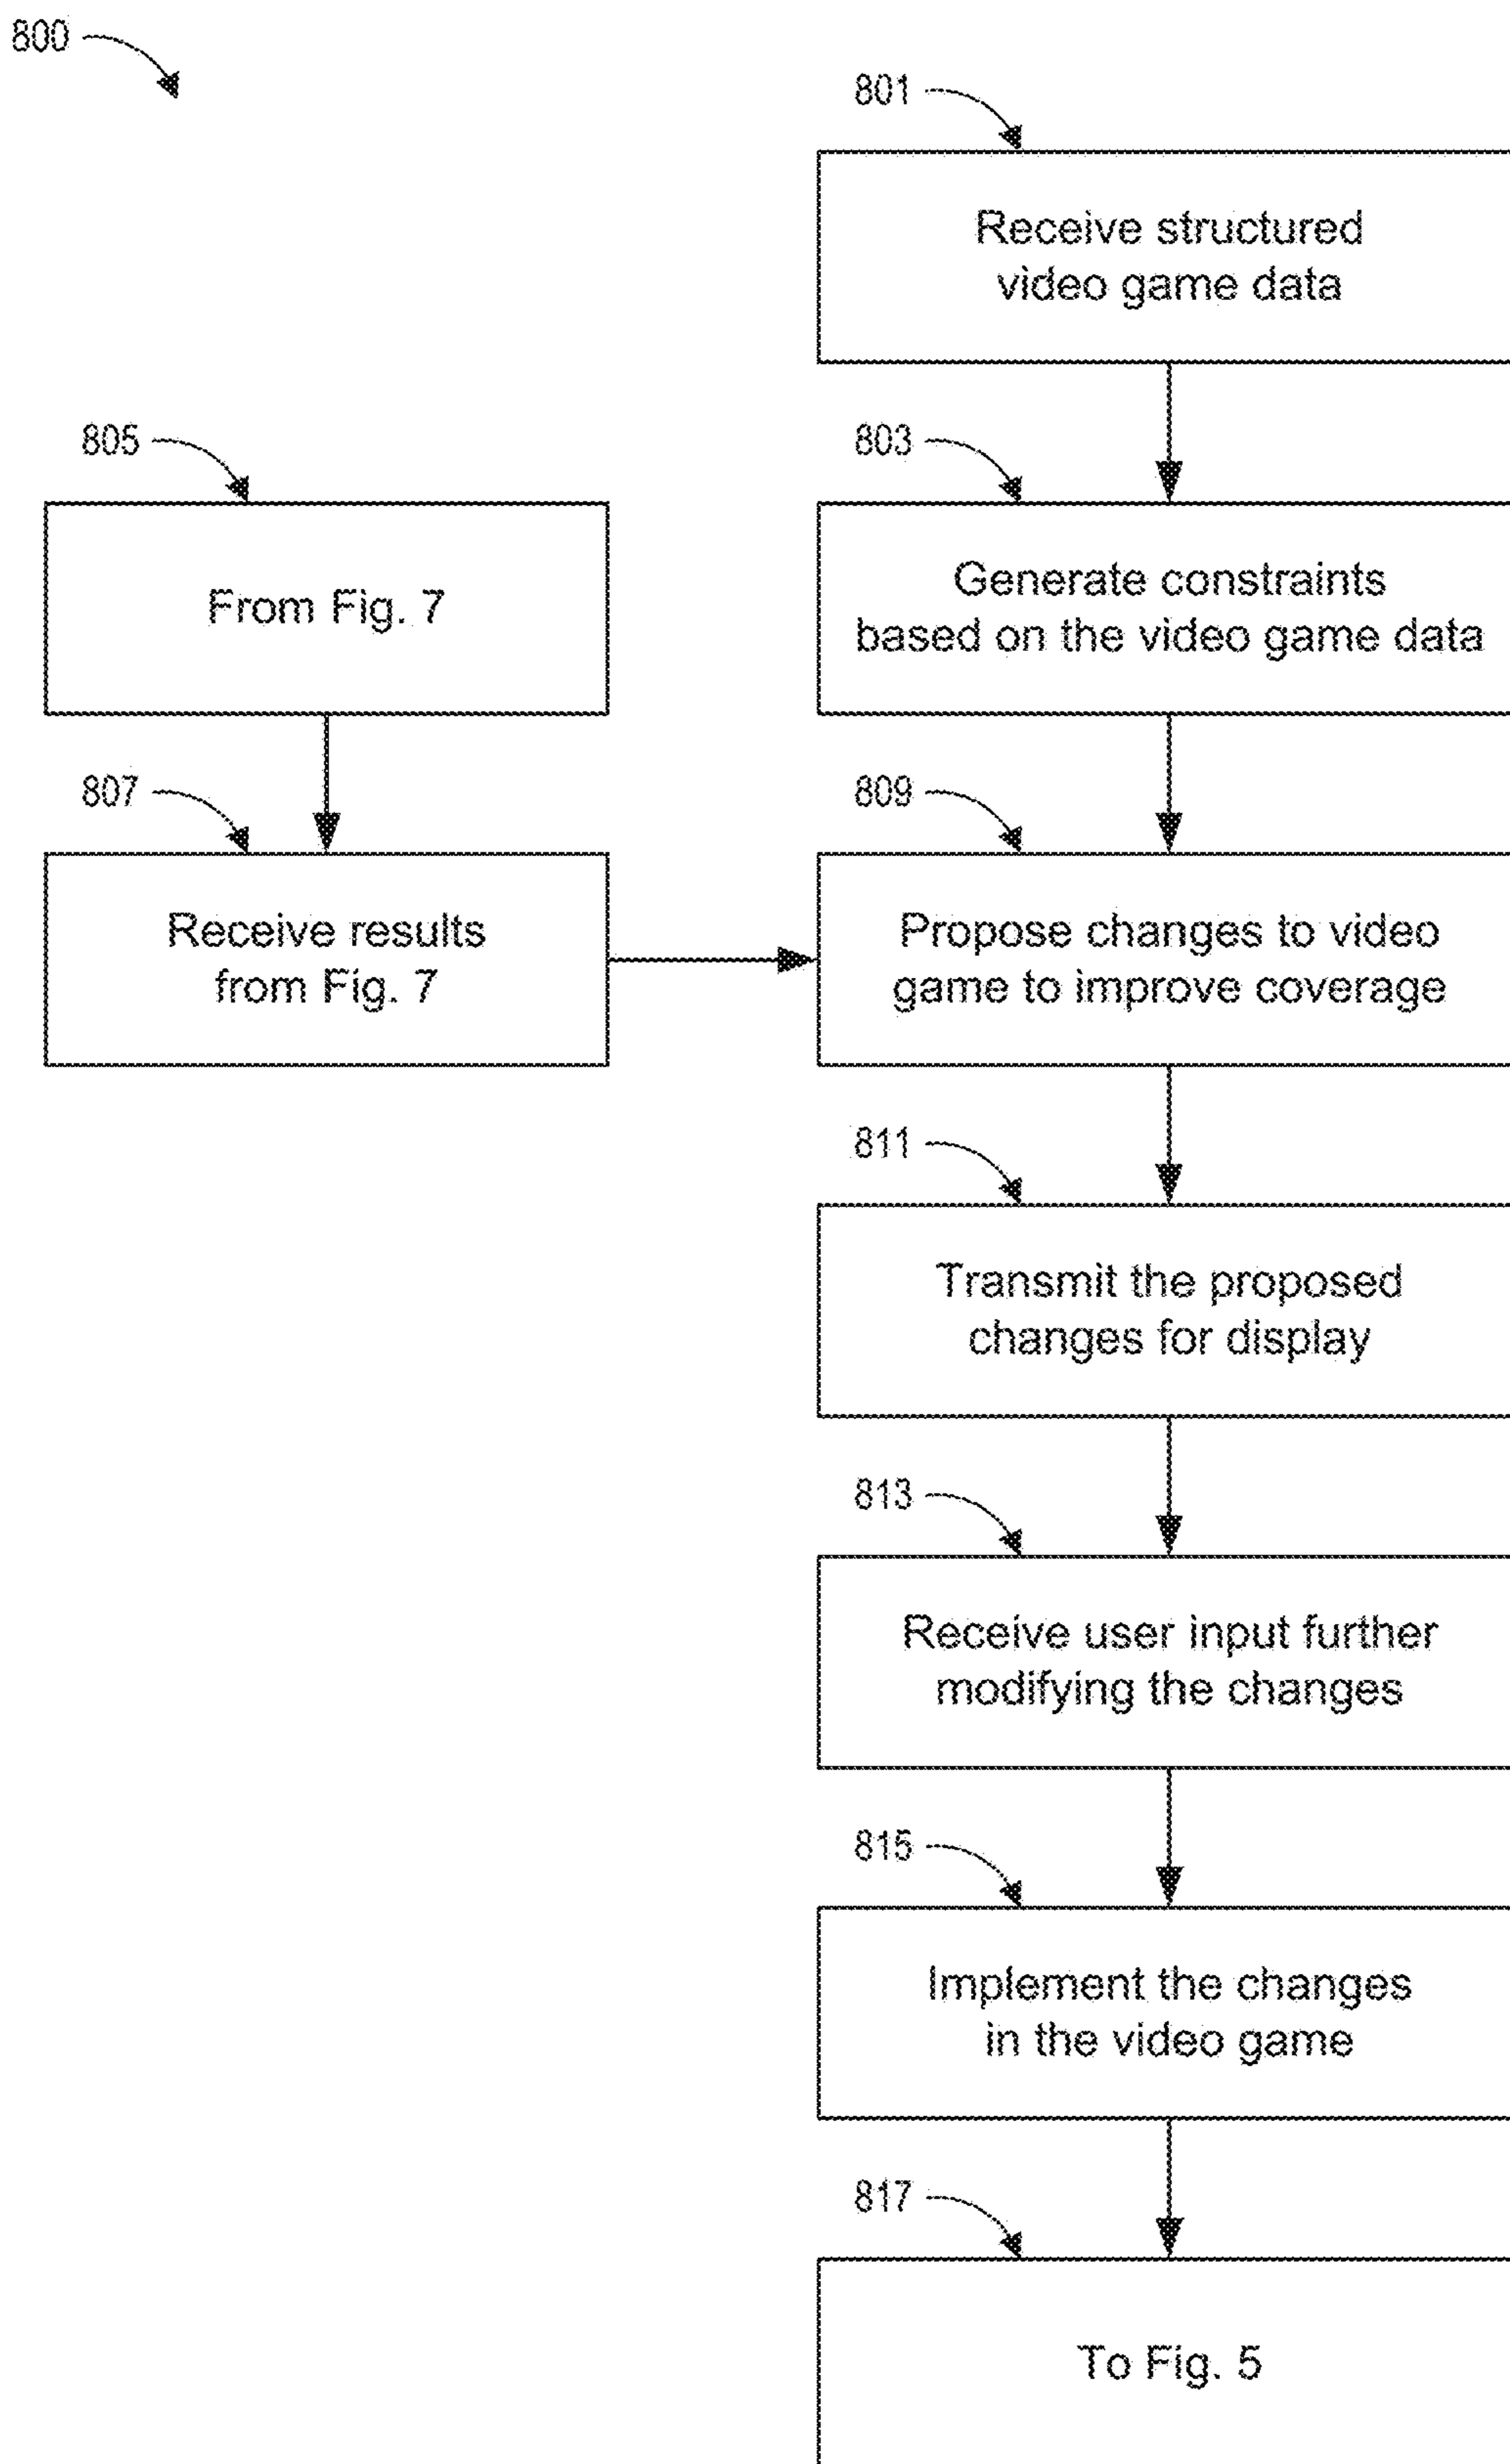 800
801
Receive structured
video game data
805
803
From Fig. 7
Generate constraints
based on the video game data
807
809
Receive results
from Fig. 7
Propose changes to video
game to improve coverage
811
Transmit the proposed
changes for display
813
Receive user input further
modifying the changes
815
Implement the changes
in the video game
817
To Fig. 5